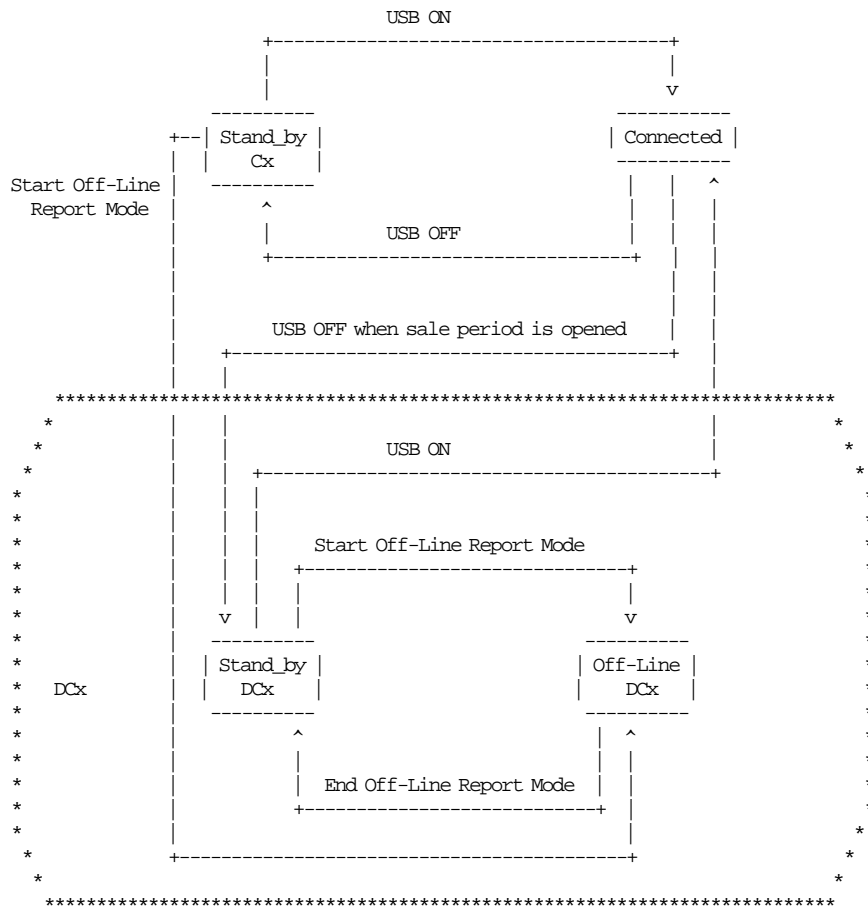 USB ON
Stand_by
Cx
Connected
Start Off-Line
Report Mode
USB OFF
USB OFF when sale period is opened
USB ON
Start Off-Line Report Mode
Stand_by
DCx
Off-Line
DCx
DCx
End Off-Line Report Mode